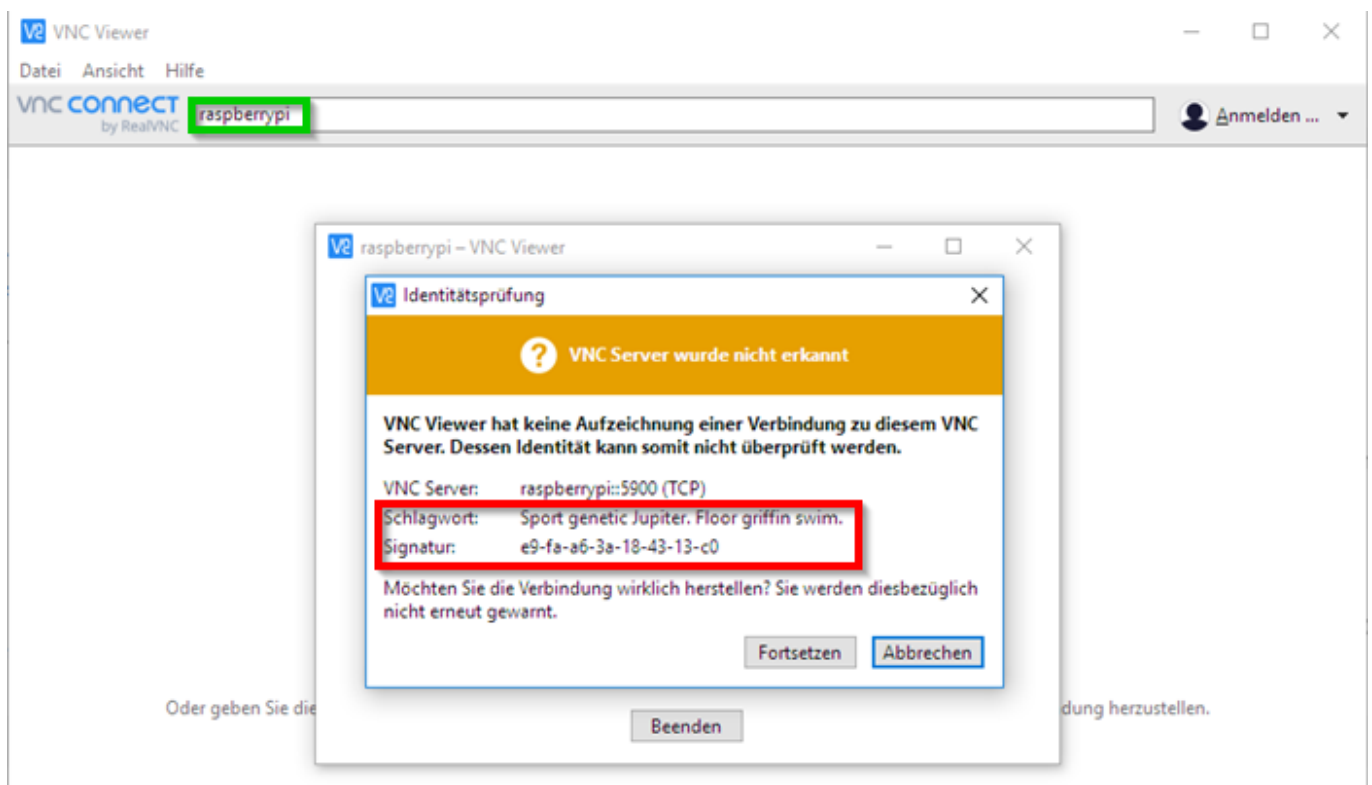 VNC Viewer
Datei Ansicht Hilfe
vnc connect
by RealVNC
raspberrypi
Anmelden ...
raspberrypi – VNC Viewer
Identitätsprüfung
VNC Server wurde nicht erkannt
VNC Viewer hat keine Aufzeichnung einer Verbindung zu diesem VNC
Server. Dessen Identität kann somit nicht überprüft werden.
VNC Server: raspberrypi::5900 (TCP)
Schlagwort: Sport genetic Jupiter. Floor griffin swim.
Signatur: e9-fa-a6-3a-18-43-13-c0
Möchten Sie die Verbindung wirklich herstellen? Sie werden diesbezüglich
nicht erneut gewarnt.
Fortsetzen Abbrechen
Oder geben Sie die dung herzustellen.
Beenden